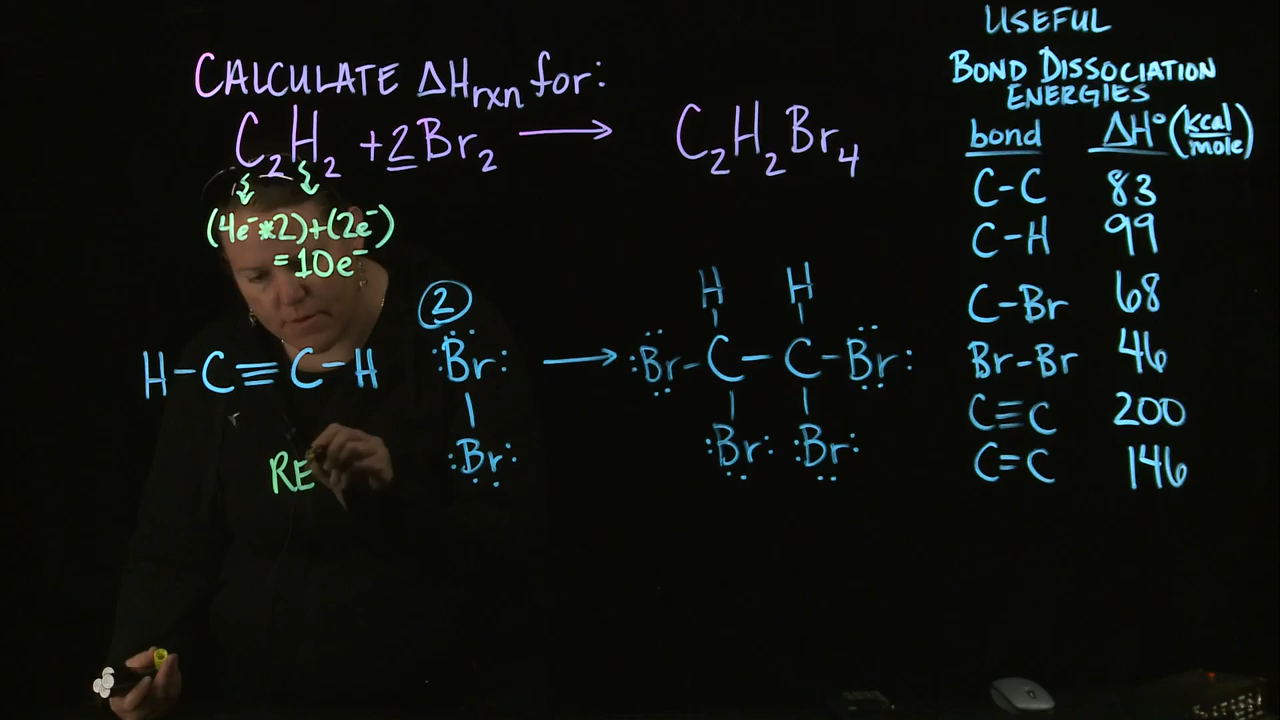 CALCULATE ΔHrxn for:
C₂H₂ + 2Br₂ → C₂H₂Br₄
(4e⁻*2)+(2e⁻)
=10e⁻
H-C≡C-H
②
:Br:
|
:Br:
→
H H
| |
:Br-C-C-Br:
| |
:Br: :Br:
RE
USEFUL
BOND DISSOCIATION
ENERGIES
bond ΔH° (kcal/mole)
C-C 83
C-H 99
C-Br 68
Br-Br 46
C≡C 200
C=C 146